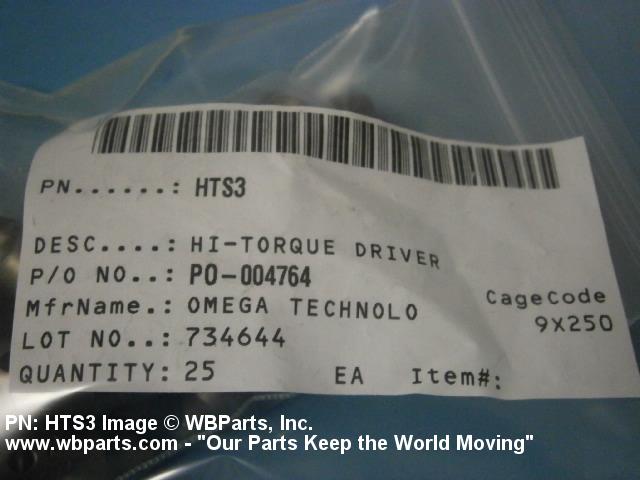 PN......: HTS3
DESC....: HI-TORQUE DRIVER
P/O NO..: PO-004764
MfrName.: OMEGA TECHNOLO
CageCode
LOT NO..: 734644
9X250
QUANTITY: 25 EA Item#:
PN: HTS3 Image © WBParts, Inc.
www.wbparts.com - "Our Parts Keep the World Moving"